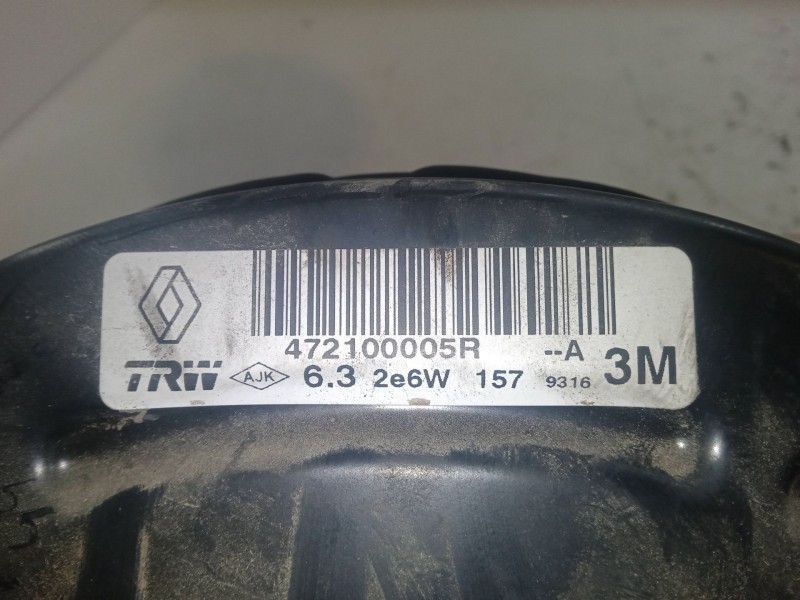 472100005R --A
TRW AJK 6.3 2e6W 157 9316 3M